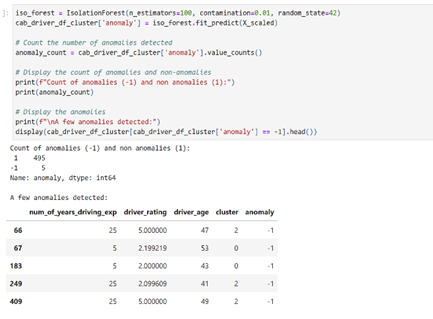 ]: iso_forest = IsolationForest(n_estimators=100, contamination=0.01, random_state=42)
cab_driver_df_cluster['anomaly'] = iso_forest.fit_predict(X_scaled)
# Count the number of anomalies detected
anomaly_count = cab_driver_df_cluster['anomaly'].value_counts()
# Display the count of anomalies and non-anomalies
print(f"Count of anomalies (-1) and non anomalies (1):")
print(anomaly_count)
# Display the anomalies
print(f"\nA few anomalies detected:")
display(cab_driver_df_cluster[cab_driver_df_cluster['anomaly'] == -1].head())
Count of anomalies (-1) and non anomalies (1):
1 495
-1 5
Name: anomaly, dtype: int64
A few anomalies detected:
num_of_years_driving_exp driver_rating driver_age cluster anomaly
66 25 5.000000 47 2 -1
67 5 2.199219 53 0 -1
183 5 2.000000 43 0 -1
249 25 2.099609 41 2 -1
409 25 5.000000 49 2 -1